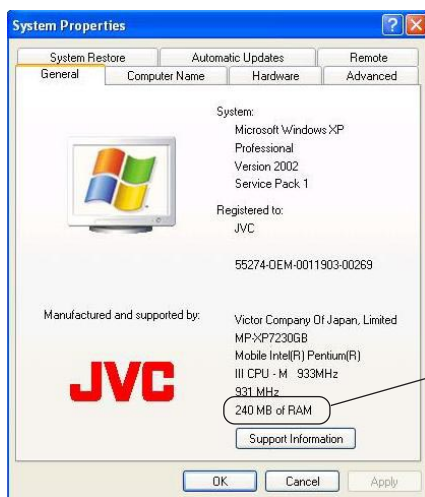 System Properties
System Restore Automatic Updates Remote
General Computer Name Hardware Advanced
System:
Microsoft Windows XP
Professional
Version 2002
Service Pack 1
Registered to:
JVC
55274-OEM-0011903-00269
Manufactured and supported by:
Victor Company Of Japan, Limited
MP-XP7230GB
Mobile Intel(R) Pentium(R)
III CPU - M 933MHz
931 MHz
240 MB of RAM
JVC
Support Information
OK Cancel Apply